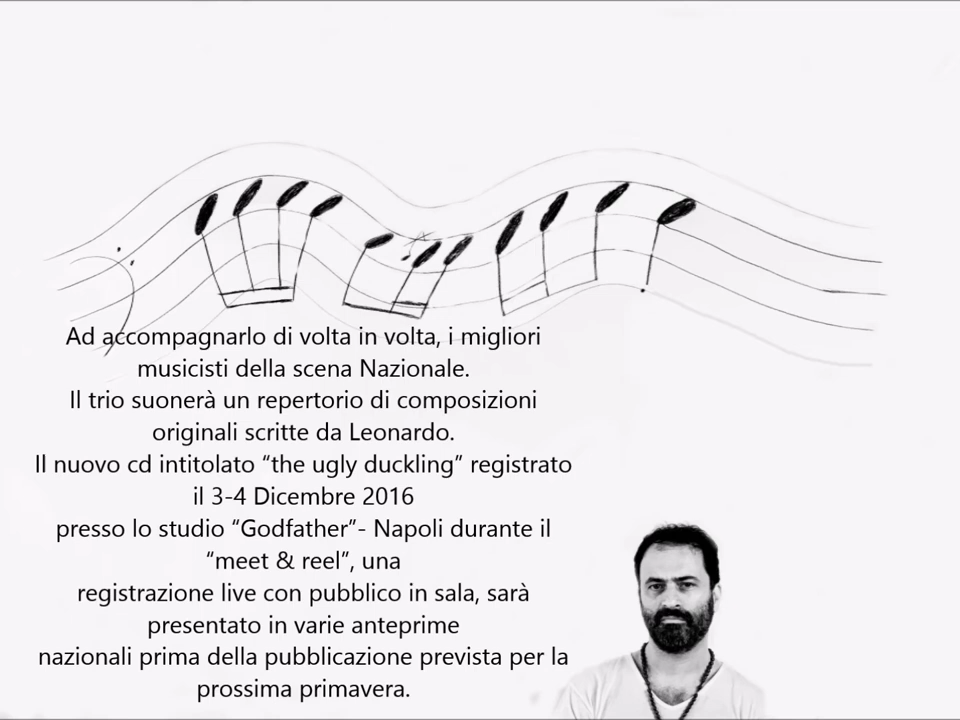 Ad accompagnarlo di volta in volta, i migliori
musicisti della scena Nazionale.
Il trio suonerà un repertorio di composizioni
originali scritte da Leonardo.
Il nuovo cd intitolato “the ugly duckling” registrato
il 3-4 Dicembre 2016
presso lo studio “Godfather”- Napoli durante il
“meet & reel”, una
registrazione live con pubblico in sala, sarà
presentato in varie anteprime
nazionali prima della pubblicazione prevista per la
prossima primavera.